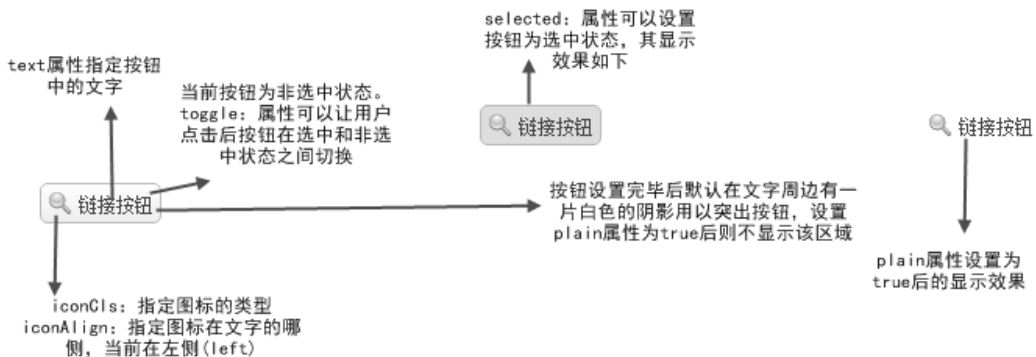 selected：属性可以设置
按钮为选中状态，其显示
效果如下
text属性指定按钮
中的文字
当前按钮为非选中状态。
toggle：属性可以让用户
点击后按钮在选中和非选
中状态之间切换
链接按钮
链接按钮
链接按钮
按钮设置完毕后默认在文字周边有一
片白色的阴影用以突出按钮，设置
plain属性为true后则不显示该区域
plain属性设置为
true后的显示效果
iconCls：指定图标的类型
iconAlign：指定图标在文字的哪
侧，当前在左侧(left)